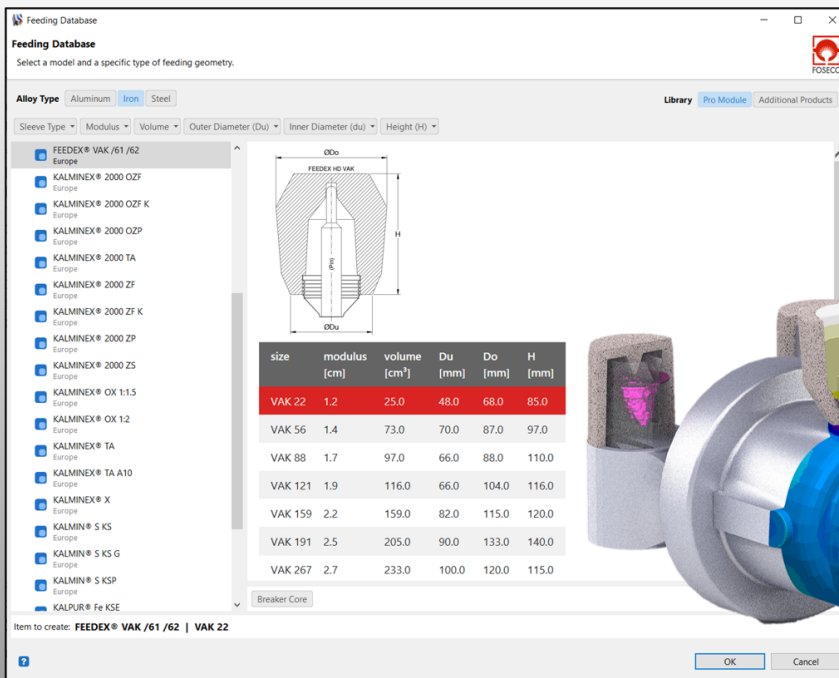 Feeding Database
Feeding Database
Select a model and a specific type of feeding geometry.
FOSECO
Alloy Type Aluminum Iron Steel
Library Pro Module Additional Products
Sleeve Type Modulus Volume Outer Diameter (Du) Inner Diameter (du) Height (H)
FEEDEX® VAK /61 /62
Europe
KALMINEX® 2000 OZF
Europe
KALMINEX® 2000 OZF K
Europe
KALMINEX® 2000 OZP
Europe
KALMINEX® 2000 TA
Europe
KALMINEX® 2000 ZF
Europe
KALMINEX® 2000 ZF K
Europe
KALMINEX® 2000 ZP
Europe
KALMINEX® 2000 ZS
Europe
KALMINEX® OX 1:1.5
Europe
KALMINEX® OX 1:2
Europe
KALMINEX® TA
Europe
KALMINEX® TA A10
Europe
KALMINEX® X
Europe
KALMIN® S KS
Europe
KALMIN® S KS G
Europe
KALMIN® S KSP
Europe
KALPUR® Fe KSE
ØDo
FEEDEX HD VAK
H
(Pin)
ØDu
size modulus volume Du Do H
[cm] [cm³] [mm] [mm] [mm]
VAK 22 1.2 25.0 48.0 68.0 85.0
VAK 56 1.4 73.0 70.0 87.0 97.0
VAK 88 1.7 97.0 66.0 88.0 110.0
VAK 121 1.9 116.0 66.0 104.0 116.0
VAK 159 2.2 159.0 82.0 115.0 120.0
VAK 191 2.5 205.0 90.0 133.0 140.0
VAK 267 2.7 233.0 100.0 120.0 115.0
Breaker Core
Item to create: FEEDEX® VAK /61 /62 | VAK 22
?
OK Cancel